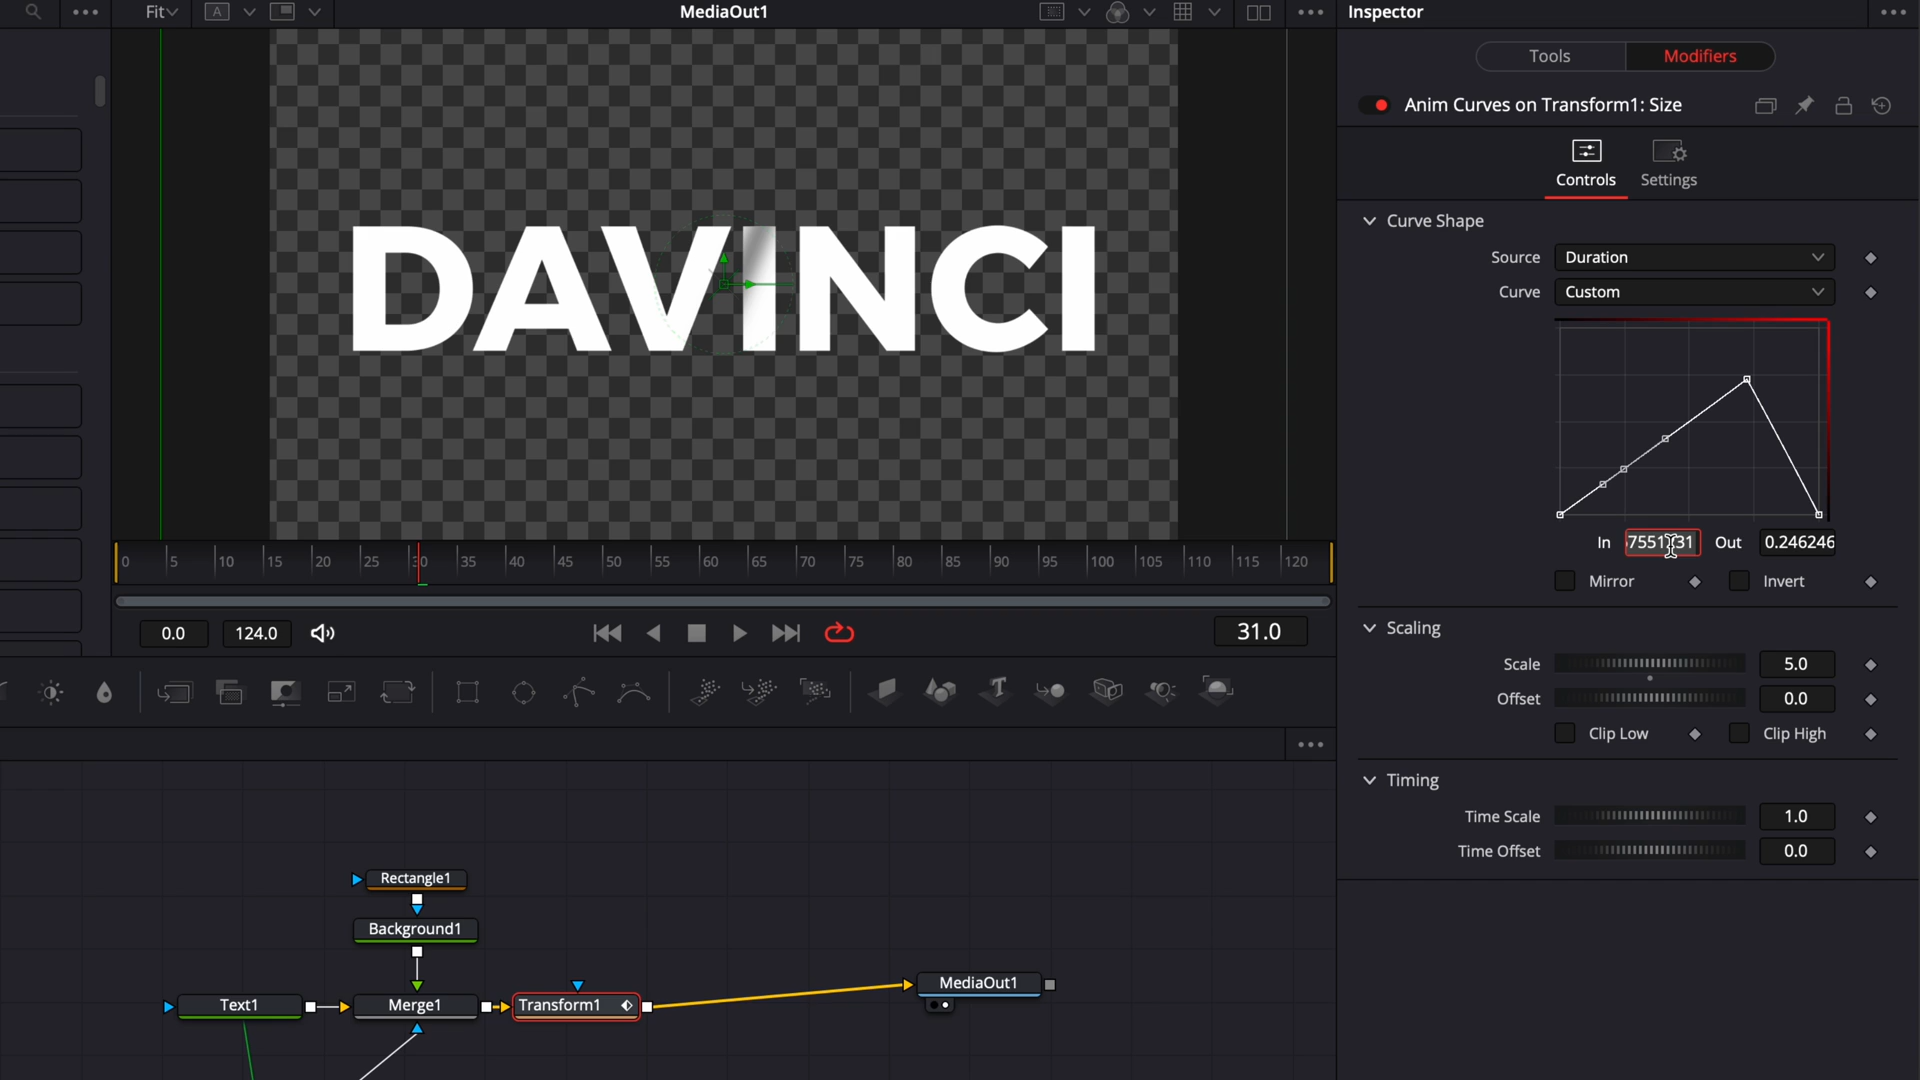 Fit
A
MediaOut1
Inspector
Tools
Modifiers
Anim Curves on Transform1: Size
Controls
Settings
Curve Shape
Source
Duration
Curve
Custom
DAVINCI
In
Out
0.246246
Mirror
Invert
0
5
10
15
20
25
30
35
40
45
50
55
60
65
70
75
80
85
90
95
100
105
110
115
120
0.0
124.0
31.0
Scaling
Scale
5.0
Offset
0.0
Clip Low
Clip High
Timing
Time Scale
1.0
Time Offset
0.0
Rectangle1
Background1
Text1
Merge1
Transform1
MediaOut1